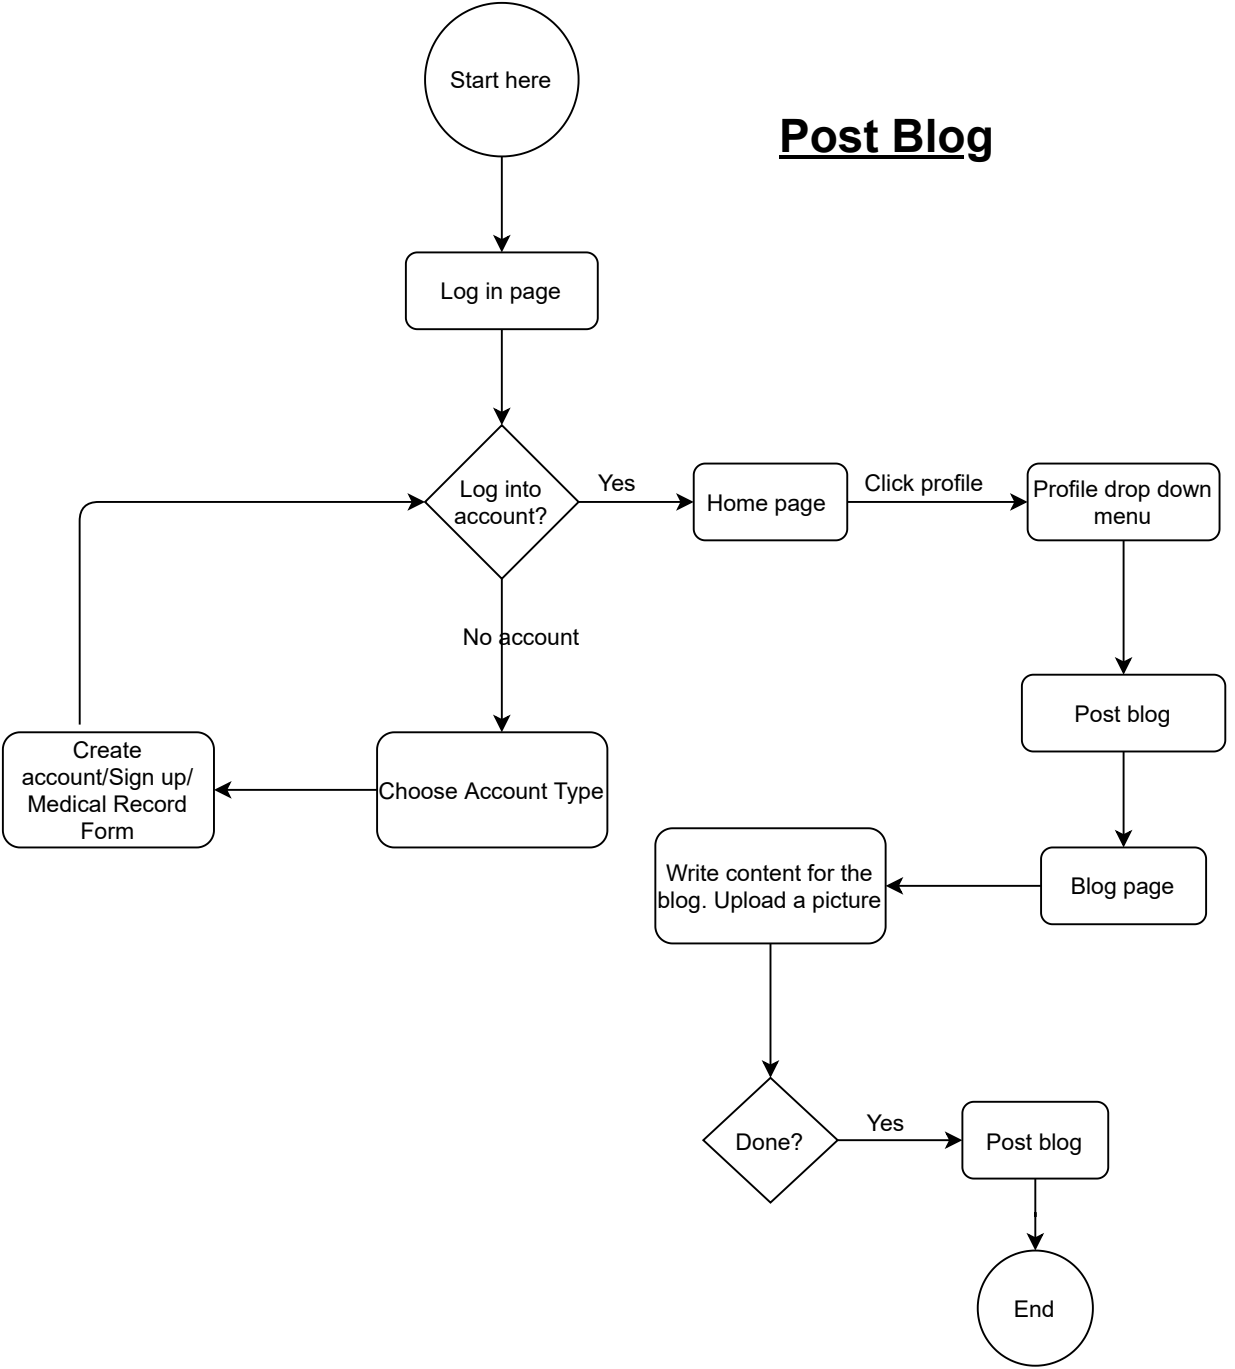 Start here
Post Blog
Log in page
Log into
account?
Yes
Home page
Click profile
Profile drop down
menu
No account
Post blog
Create
account/Sign up/
Medical Record
Form
Choose Account Type
Write content for the
blog. Upload a picture
Blog page
Done?
Yes
Post blog
End